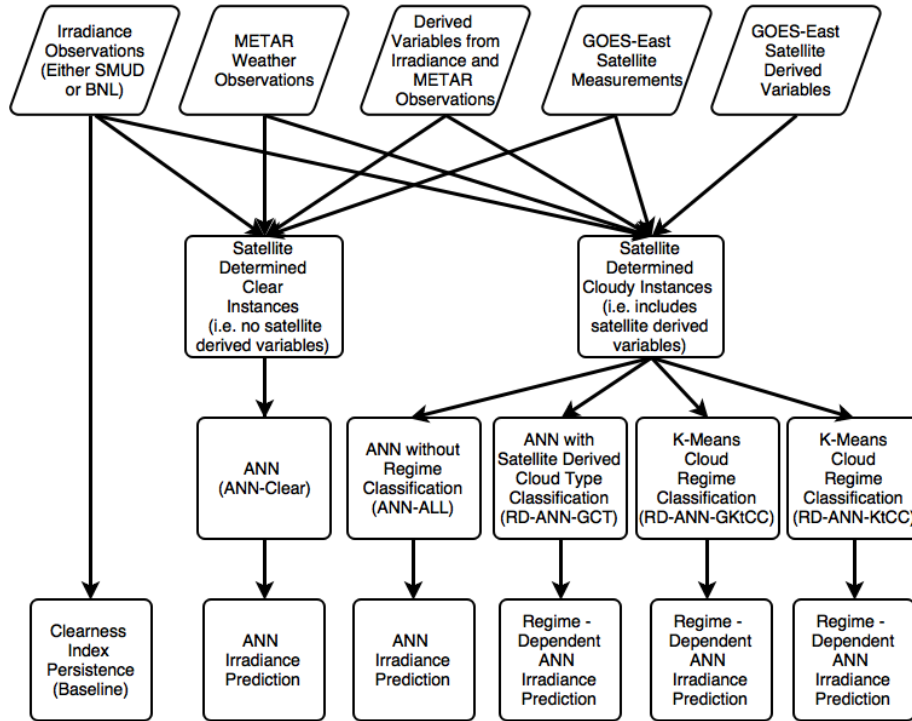 Irradiance
Observations
(Either SMUD
or BNL)
METAR
Weather
Observations
Derived
Variables from
Irradiance and
METAR
Observations
GOES-East
Satellite
Measurements
GOES-East
Satellite
Derived
Variables
Satellite
Determined
Clear
Instances
(i.e. no satellite
derived variables)
Satellite
Determined
Cloudy Instances
(i.e. includes
satellite derived
variables)
ANN
(ANN-Clear)
ANN without
Regime
Classification
(ANN-ALL)
ANN with
Satellite Derived
Cloud Type
Classification
(RD-ANN-GCT)
K-Means
Cloud
Regime
Classification
(RD-ANN-GKtCC)
K-Means
Cloud
Regime
Classification
(RD-ANN-KtCC)
Clearness
Index
Persistence
(Baseline)
ANN
Irradiance
Prediction
ANN
Irradiance
Prediction
Regime -
Dependent
ANN
Irradiance
Prediction
Regime -
Dependent
ANN
Irradiance
Prediction
Regime -
Dependent
ANN
Irradiance
Prediction